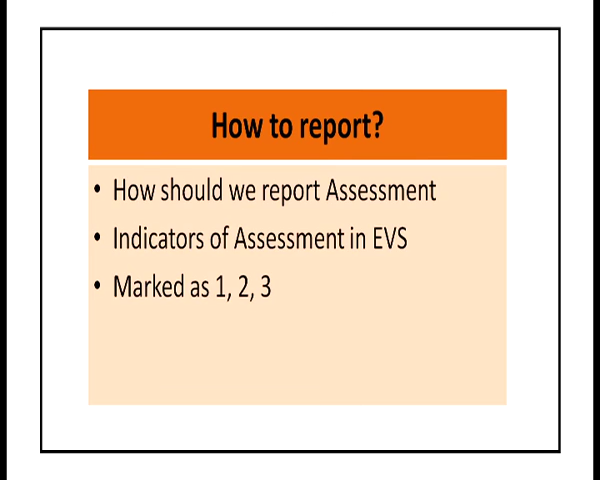 How to report?
• How should we report Assessment
• Indicators of Assessment in EVS
• Marked as 1, 2, 3